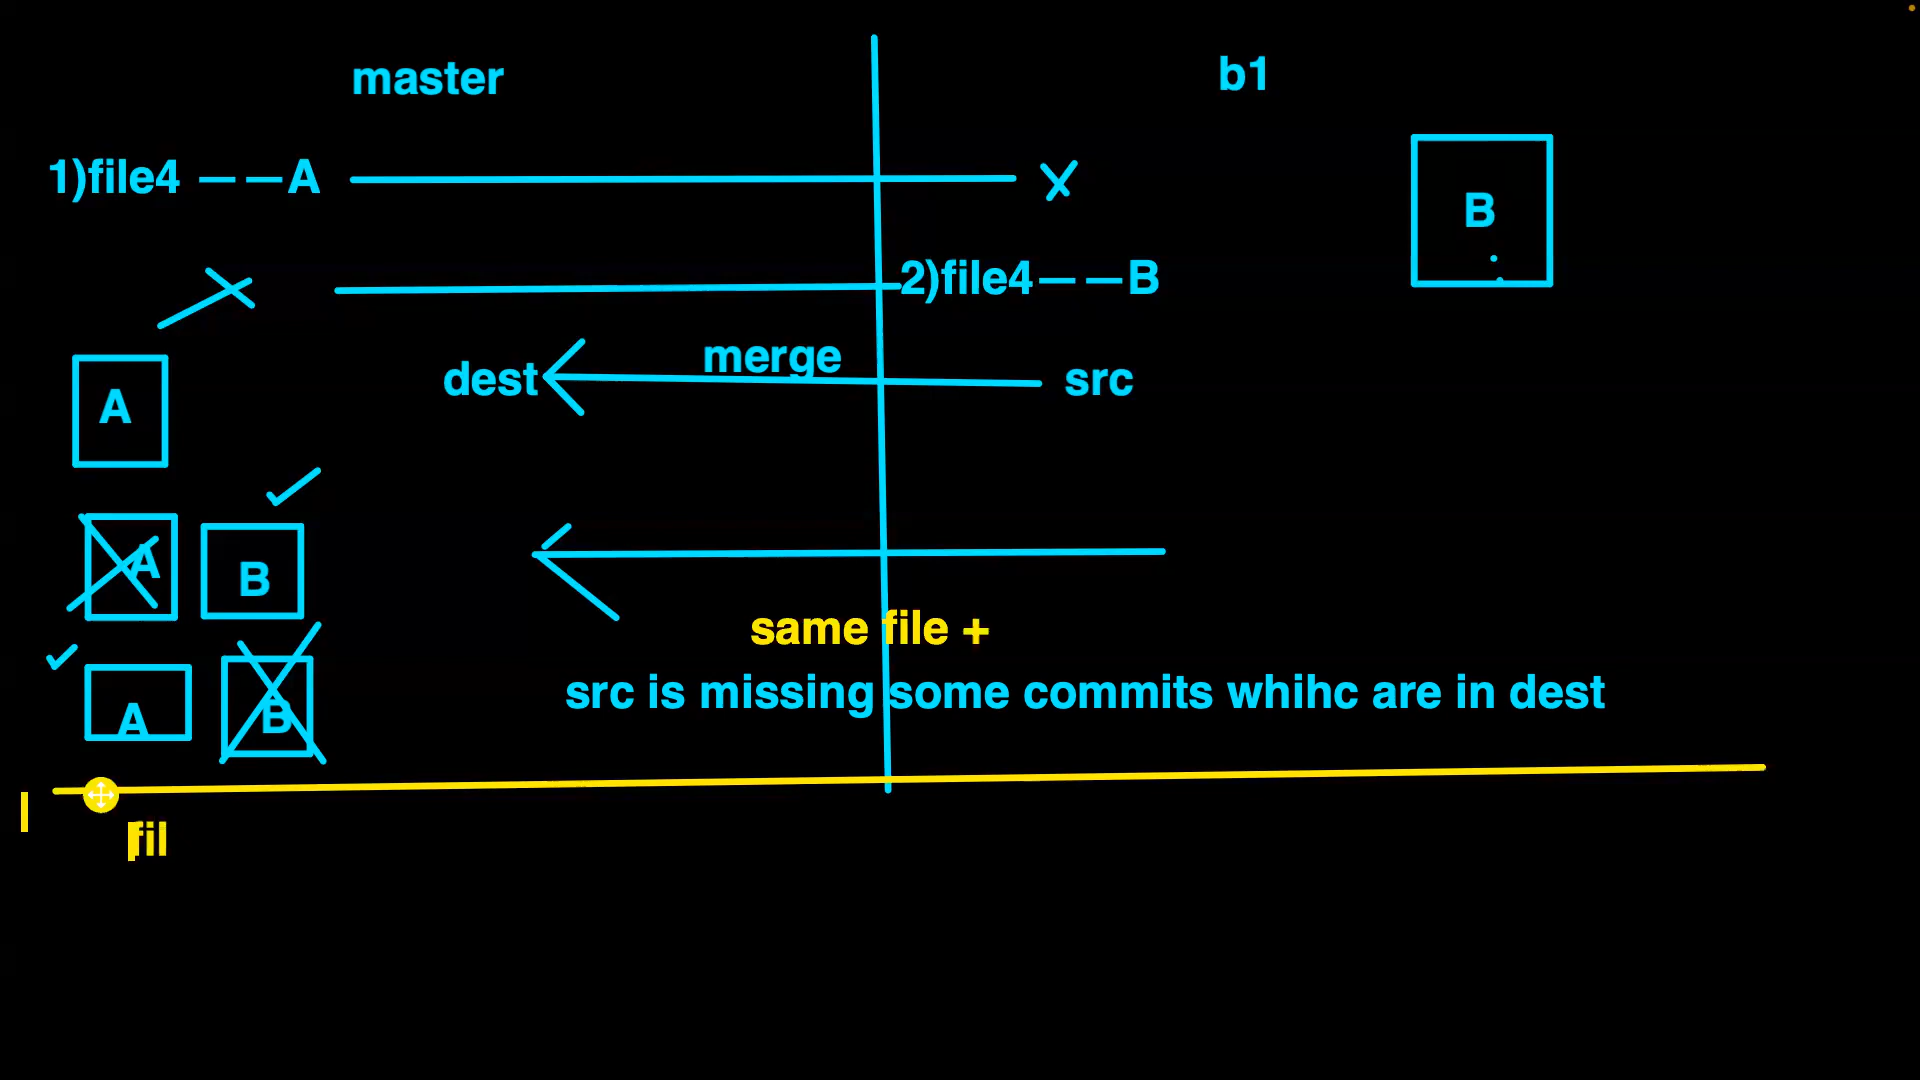 master
b1
1)file4 ——A
B
2)file4——B
merge
dest
src
A
A
B
same file +
src is missing some commits whihc are in dest
A
B
fil